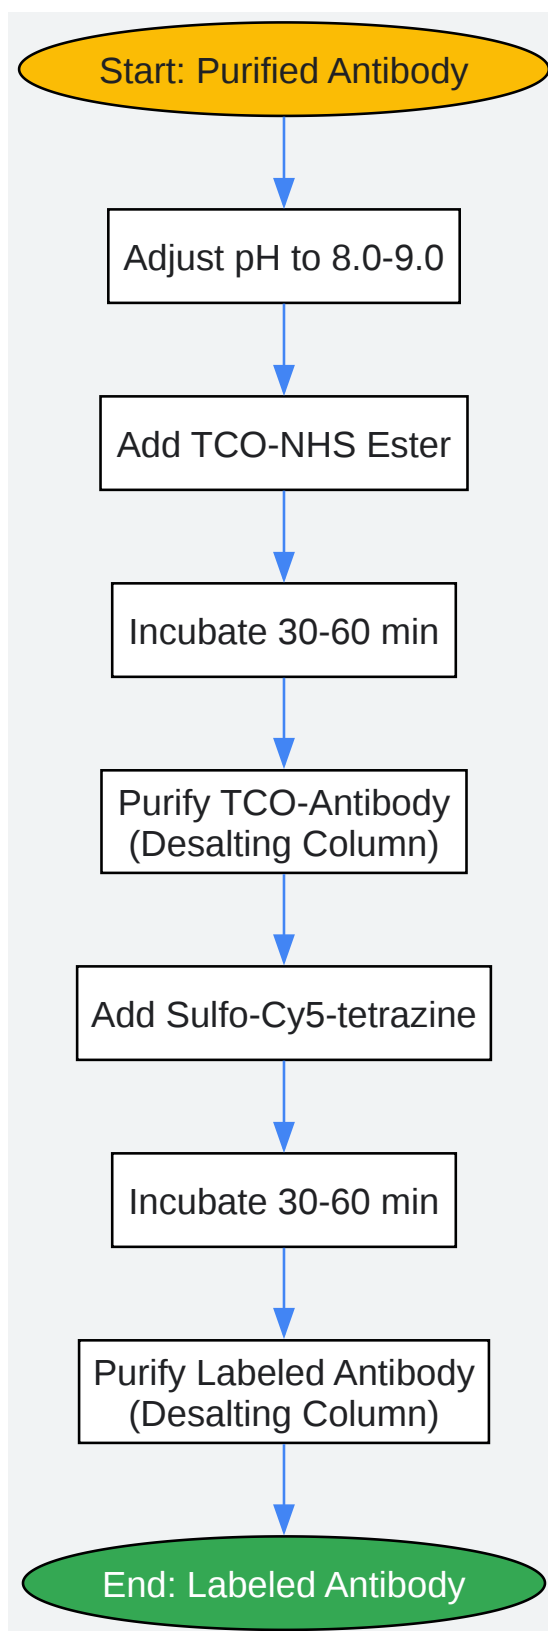 Start: Purified Antibody
Adjust pH to 8.0-9.0
Add TCO-NHS Ester
Incubate 30-60 min
Purify TCO-Antibody
(Desalting Column)
Add Sulfo-Cy5-tetrazine
Incubate 30-60 min
Purify Labeled Antibody
(Desalting Column)
End: Labeled Antibody